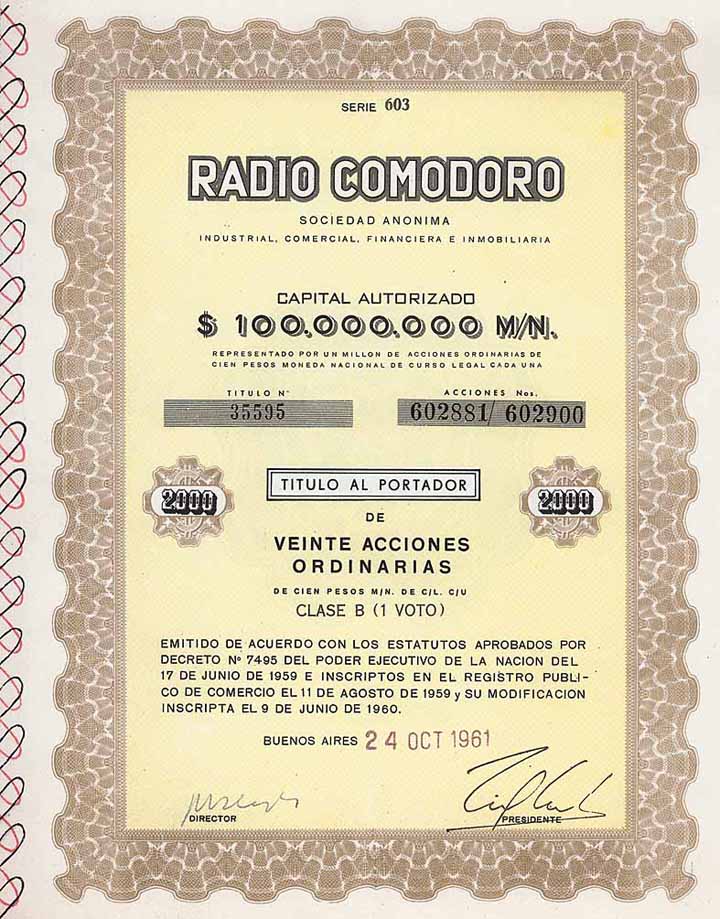 SERIE 603
RADIO COMODORO
SOCIEDAD ANONIMA
INDUSTRIAL, COMERCIAL, FINANCIERA E INMOBILIARIA
CAPITAL AUTORIZADO
$ 100.000.000 M/N.
REPRESENTADO POR UN MILLON DE ACCIONES ORDINARIAS DE
CIEN PESOS MONEDA NACIONAL DE CURSO LEGAL CADA UNA
TITULO N° ACCIONES Nos.
35595 602881/ 602900
2000 TITULO AL PORTADOR 2000
DE
VEINTE ACCIONES
ORDINARIAS
DE CIEN PESOS M/N. DE C/L. C/U
CLASE B (1 VOTO)
EMITIDO DE ACUERDO CON LOS ESTATUTOS APROBADOS POR
DECRETO Nº 7495 DEL PODER EJECUTIVO DE LA NACION DEL
17 DE JUNIO DE 1959 E INSCRIPTOS EN EL REGISTRO PUBLI-
CO DE COMERCIO EL 11 DE AGOSTO DE 1959 y SU MODIFICACION
INSCRIPTA EL 9 DE JUNIO DE 1960.
BUENOS AIRES 24 OCT 1961
DIRECTOR PRESIDENTE